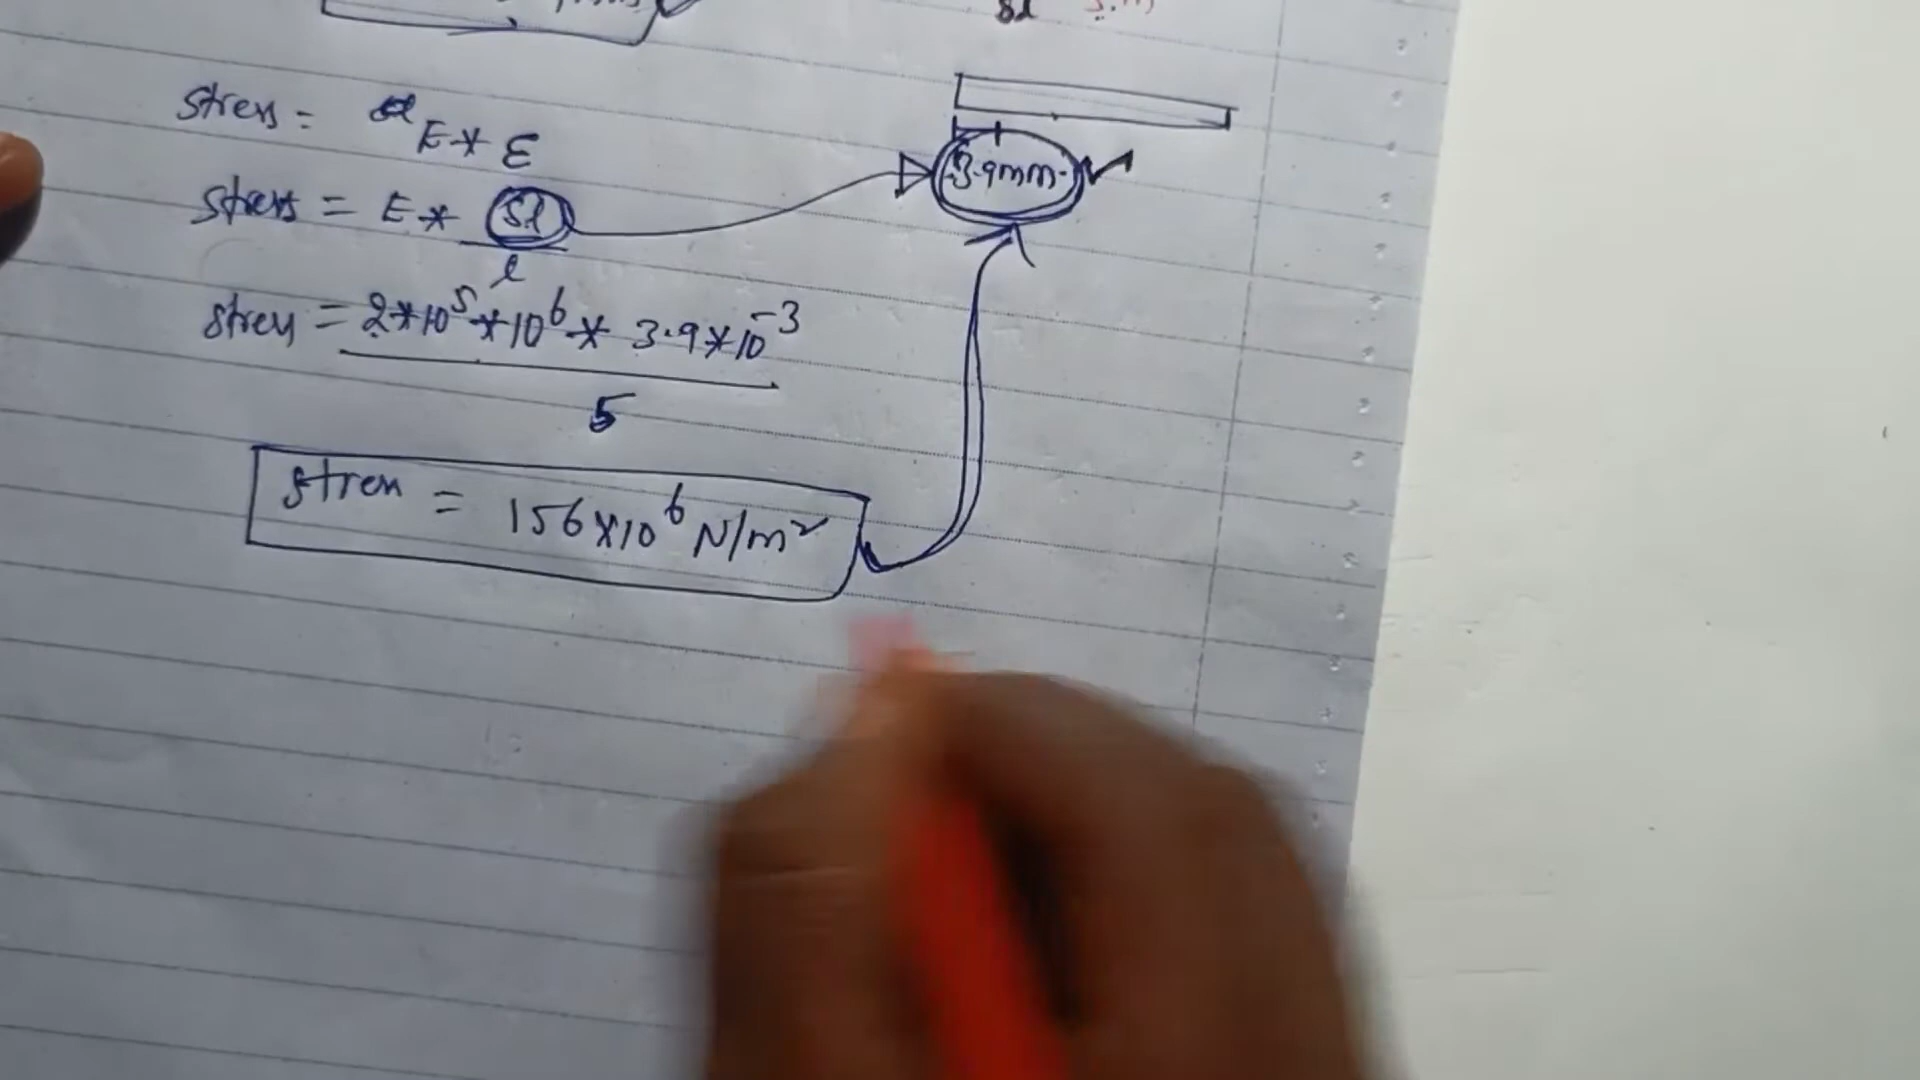 stress = E * ε
stress = E * δl / l
3.9mm.
stress = 2*10^5 *10^6 * 3.9*10^-3
5
stress = 156×10^6 N/m²